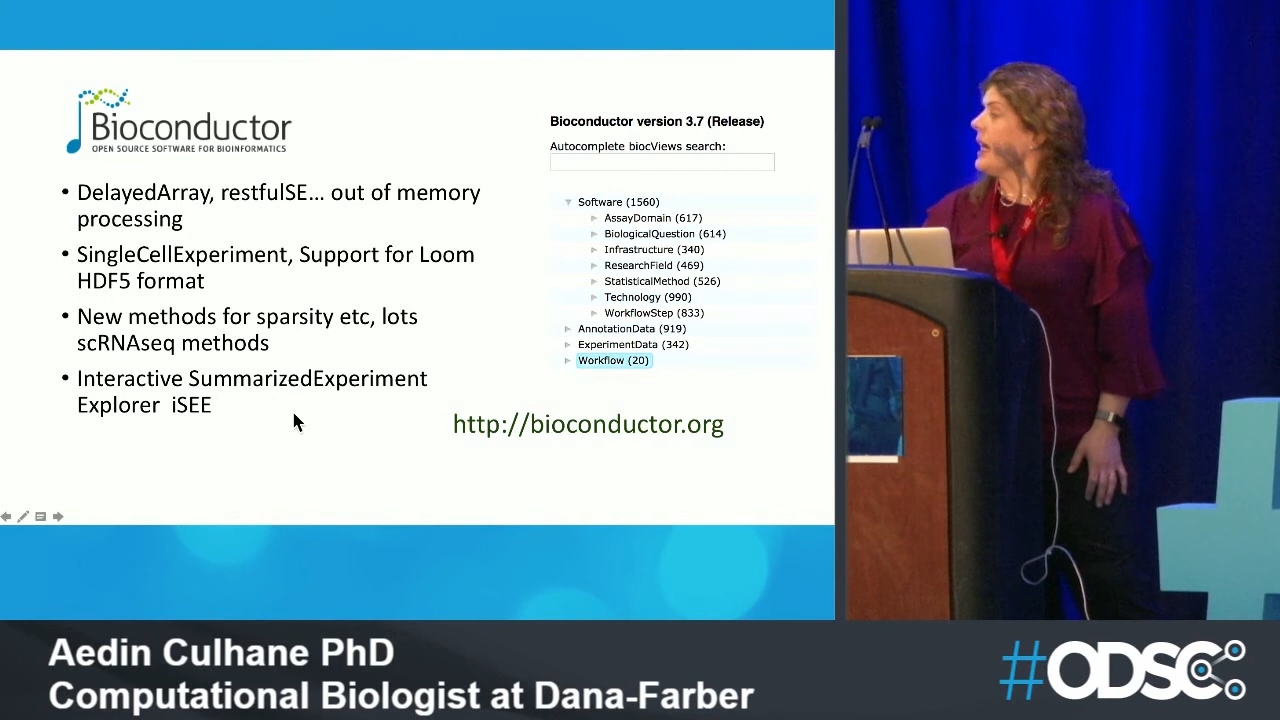 Bioconductor
OPEN SOURCE SOFTWARE FOR BIOINFORMATICS
• DelayedArray, restfulSE... out of memory
processing
• SingleCellExperiment, Support for Loom
HDF5 format
• New methods for sparsity etc, lots
scRNAseq methods
• Interactive SummarizedExperiment
Explorer iSEE
Bioconductor version 3.7 (Release)
Autocomplete biocViews search:
Software (1560)
AssayDomain (617)
BiologicalQuestion (614)
Infrastructure (340)
ResearchField (469)
StatisticalMethod (526)
Technology (990)
WorkflowStep (833)
AnnotationData (919)
ExperimentData (342)
Workflow (20)
http://bioconductor.org
Aedin Culhane PhD
Computational Biologist at Dana-Farber
#ODSC